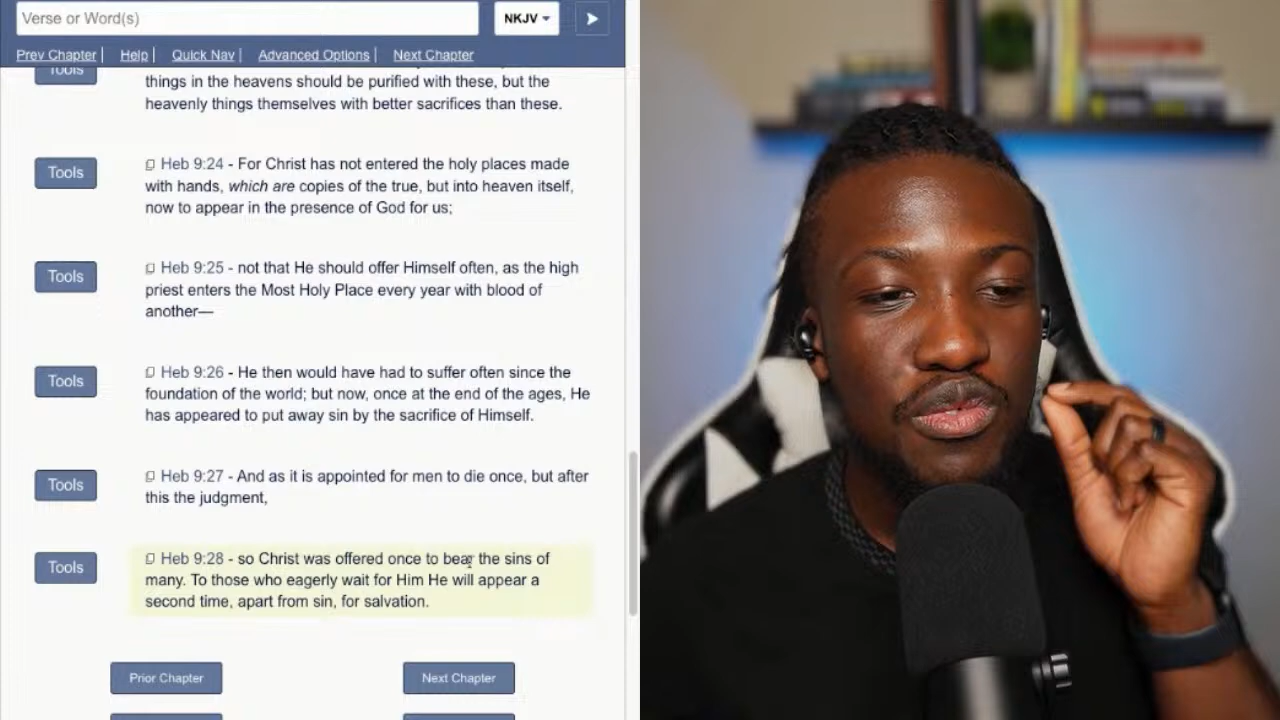 Verse or Word(s)
NKJV
Prev Chapter | Help | Quick Nav | Advanced Options | Next Chapter
Tools
things in the heavens should be purified with these, but the
heavenly things themselves with better sacrifices than these.
Tools
Heb 9:24 - For Christ has not entered the holy places made
with hands, which are copies of the true, but into heaven itself,
now to appear in the presence of God for us;
Tools
Heb 9:25 - not that He should offer Himself often, as the high
priest enters the Most Holy Place every year with blood of
another—
Tools
Heb 9:26 - He then would have had to suffer often since the
foundation of the world; but now, once at the end of the ages, He
has appeared to put away sin by the sacrifice of Himself.
Tools
Heb 9:27 - And as it is appointed for men to die once, but after
this the judgment,
Tools
Heb 9:28 - so Christ was offered once to bear the sins of
many. To those who eagerly wait for Him He will appear a
second time, apart from sin, for salvation.
Prior Chapter
Next Chapter